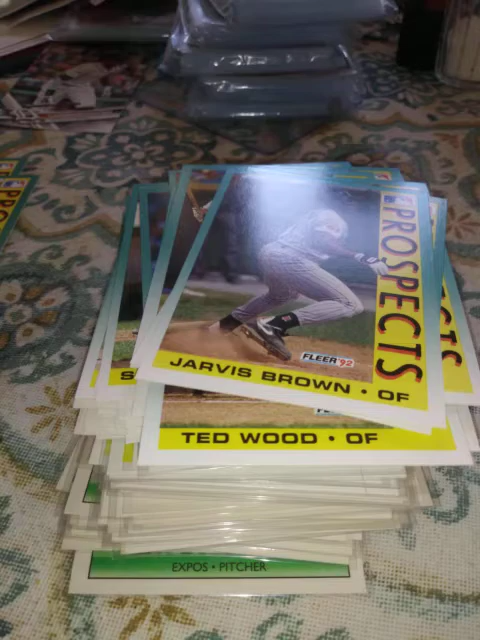 PROSPECTS
FLEER '92
JARVIS BROWN • OF
TED WOOD • OF
EXPOS • PITCHER